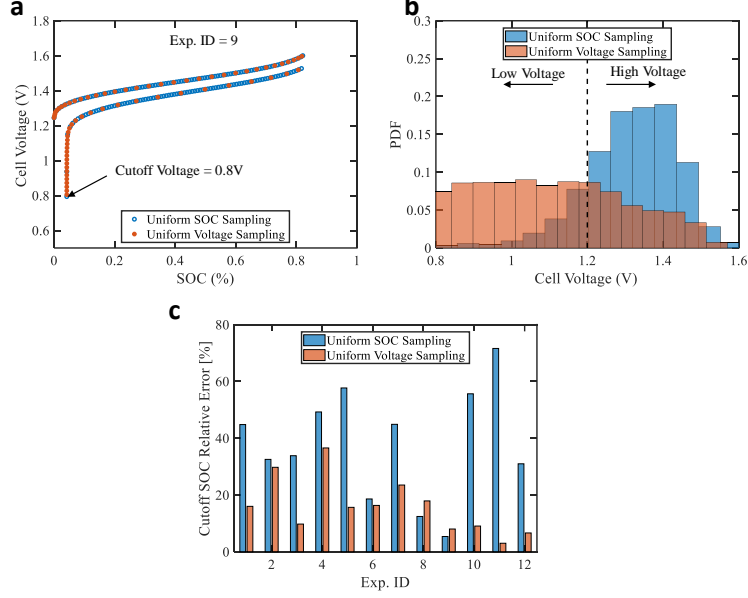 a
Exp. ID = 9
1.8
1.6
1.4
1.2
1
0.8
0.6
Cell Voltage (V)
Cutoff Voltage = 0.8V
Uniform SOC Sampling
Uniform Voltage Sampling
0 0.2 0.4 0.6 0.8 1
SOC (%)
b
0.3
0.25
0.2
0.15
0.1
0.05
0
PDF
Uniform SOC Sampling
Uniform Voltage Sampling
Low Voltage
High Voltage
0.8 1 1.2 1.4 1.6
Cell Voltage (V)
c
80
60
40
20
0
Cutoff SOC Relative Error [%]
Uniform SOC Sampling
Uniform Voltage Sampling
2 4 6 8 10 12
Exp. ID